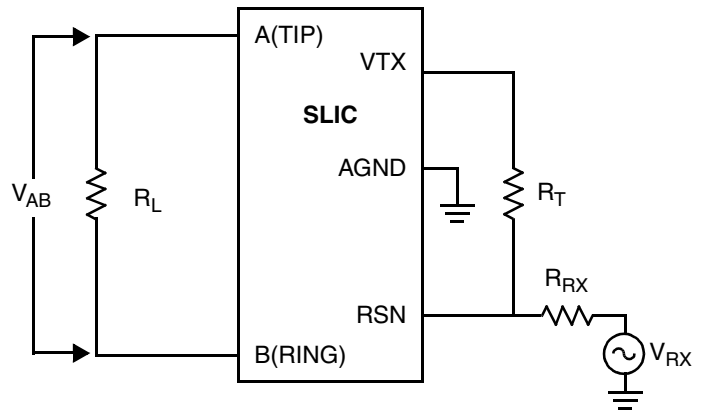 A(TIP)
VTX
SLIC
AGND
V_AB
R_L
R_T
R_RX
RSN
V_RX
B(RING)